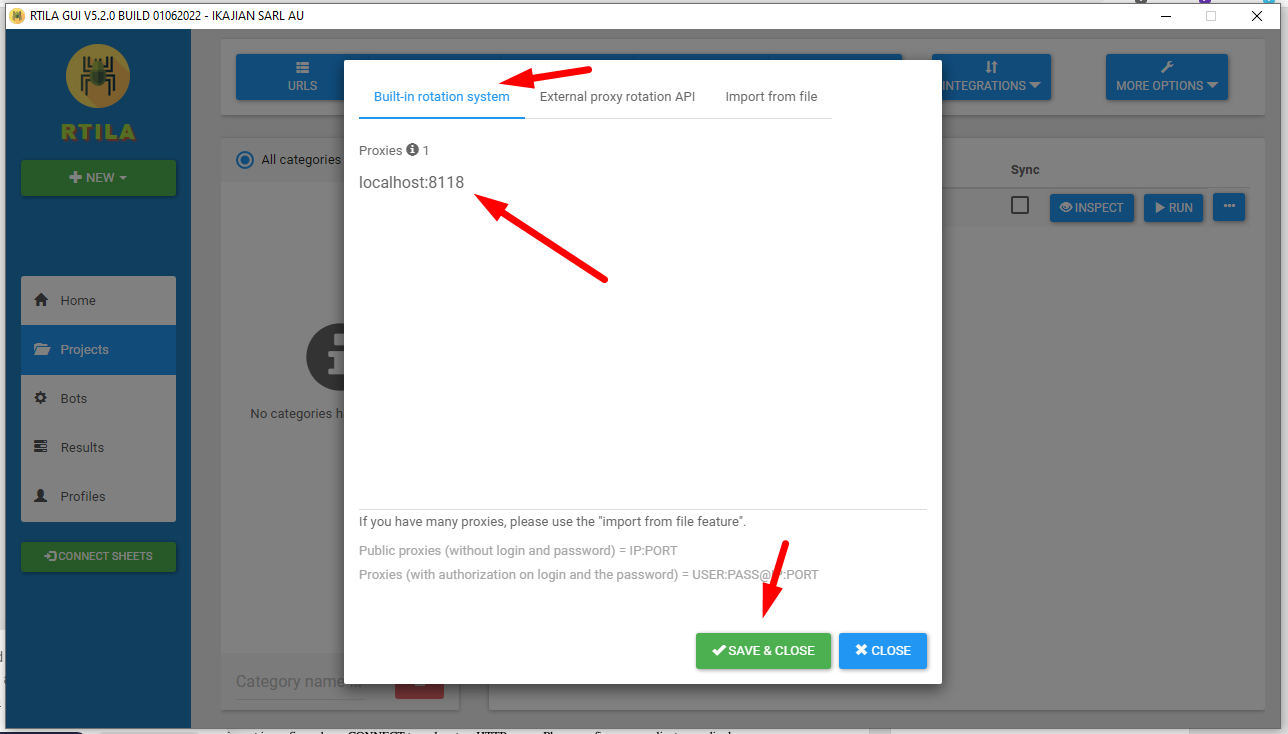 RTILA GUI V5.2.0 BUILD 01062022 - IKAJIAN SARL AU
RTILA
NEW
Home
Projects
Bots
Results
Profiles
CONNECT SHEETS
URLS
INTEGRATIONS
MORE OPTIONS
All categories
No categories h
Category name ...
Sync
INSPECT
RUN
Built-in rotation system
External proxy rotation API
Import from file
Proxies 1
localhost:8118
If you have many proxies, please use the "import from file feature".
Public proxies (without login and password) = IP:PORT
Proxies (with authorization on login and the password) = USER:PASS@IP:PORT
SAVE & CLOSE
CLOSE